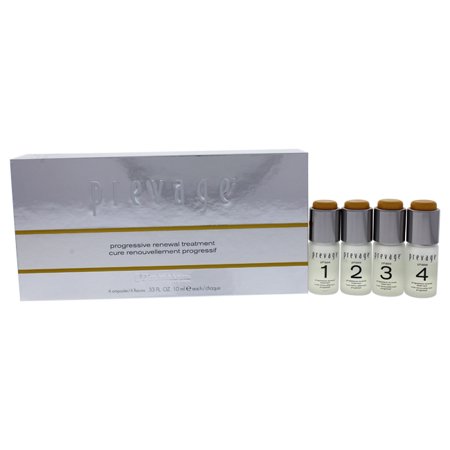 prevage
progressive renewal treatment
cure renouvellement progressif
4 ampoules/4 fioles .33 FL. OZ. 10 ml e each/chaque
prevage
phase
1
prevage
phase
2
prevage
phase
3
prevage
phase
4